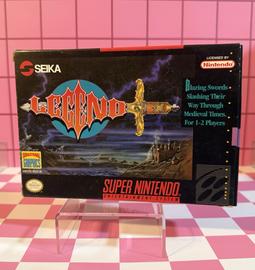 SEIKA
LICENSED BY
Nintendo
LEGEND
Blazing Swords
Slashing Their
Way Through
Medieval Times.
For 1-2 Players
SUPER NINTENDO
ENTERTAINMENT SYSTEM